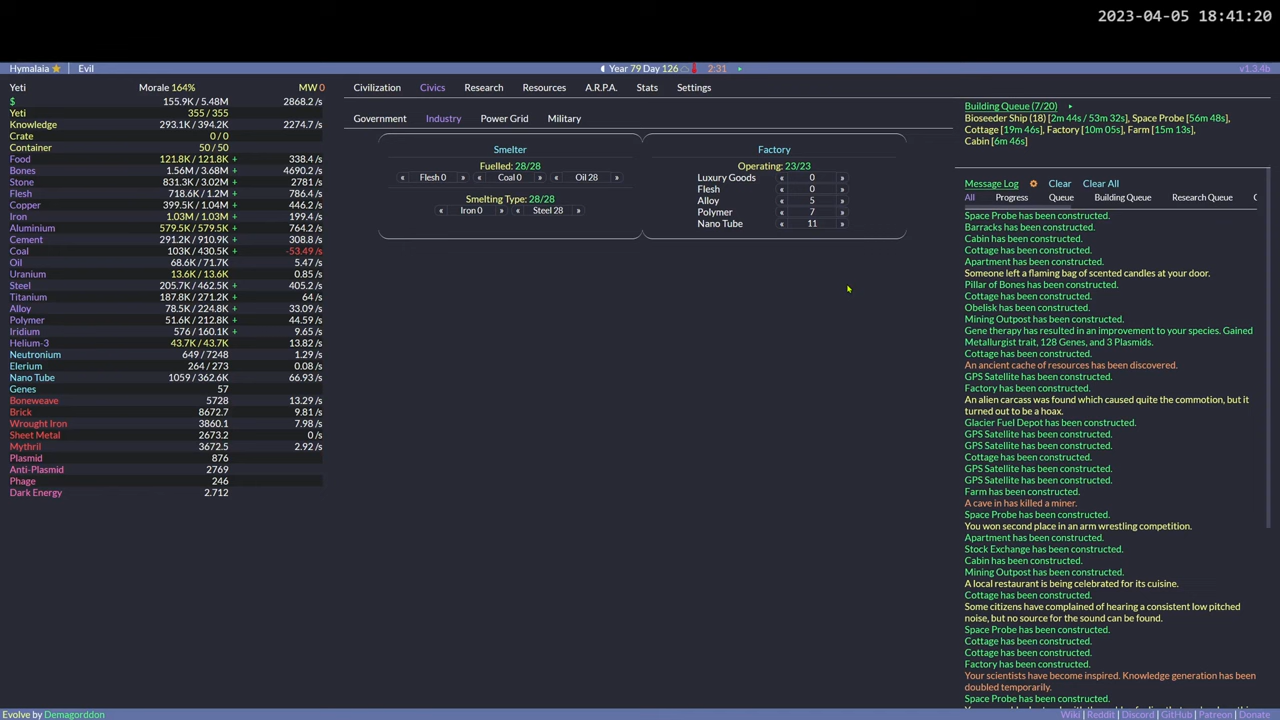 2023-04-05 18:41:20
Hymalaia Evil
Year 79 Day 126 2:31
v1.3.4b
Yeti Morale 164% MW 0
$ 155.9K / 5.48M 2868.2 /s
Yeti 355 / 355
Knowledge 293.1K / 394.2K 2274.7 /s
Crate 0 / 0
Container 50 / 50
Food 121.8K / 121.8K + 338.4 /s
Bones 1.56M / 3.68M + 4690.2 /s
Stone 831.3K / 3.02M + 2781 /s
Flesh 718.6K / 1.2M + 786.4 /s
Copper 399.5K / 1.04M + 446.2 /s
Iron 1.03M / 1.03M + 199.4 /s
Aluminium 579.5K / 579.5K + 764.2 /s
Cement 291.2K / 910.9K + 308.8 /s
Coal 103K / 430.5K + -53.49 /s
Oil 68.6K / 71.7K 5.47 /s
Uranium 13.6K / 13.6K 0.85 /s
Steel 205.7K / 462.5K + 405.2 /s
Titanium 187.8K / 271.2K + 64 /s
Alloy 78.5K / 224.8K + 33.09 /s
Polymer 51.6K / 212.8K + 44.59 /s
Iridium 576 / 160.1K + 9.65 /s
Helium-3 43.7K / 43.7K 13.82 /s
Neutronium 649 / 7248 1.29 /s
Elerium 264 / 273 0.08 /s
Nano Tube 1059 / 362.6K 66.93 /s
Genes 57
Boneweave 5728 13.29 /s
Brick 8672.7 9.81 /s
Wrought Iron 3860.1 7.98 /s
Sheet Metal 2673.2 0 /s
Mythril 3672.5 2.92 /s
Plasmid 876
Anti-Plasmid 2769
Phage 246
Dark Energy 2.712
Civilization Civics Research Resources A.R.P.A. Stats Settings
Government Industry Power Grid Military
Smelter
Fuelled: 28/28
« Flesh 0 » « Coal 0 » « Oil 28 »
Smelting Type: 28/28
« Iron 0 » « Steel 28 »
Factory
Operating: 23/23
Luxury Goods « 0 »
Flesh « 0 »
Alloy « 5 »
Polymer « 7 »
Nano Tube « 11 »
Building Queue (7/20)
Bioseeder Ship (18) [2m 44s / 53m 32s], Space Probe [56m 48s],
Cottage [19m 46s], Factory [10m 05s], Farm [15m 13s],
Cabin [6m 46s]
Message Log Clear Clear All
All Progress Queue Building Queue Research Queue C
Space Probe has been constructed.
Barracks has been constructed.
Cabin has been constructed.
Cottage has been constructed.
Apartment has been constructed.
Someone left a flaming bag of scented candles at your door.
Pillar of Bones has been constructed.
Cottage has been constructed.
Obelisk has been constructed.
Mining Outpost has been constructed.
Gene therapy has resulted in an improvement to your species. Gained
Metallurgist trait, 128 Genes, and 3 Plasmids.
Cottage has been constructed.
An ancient cache of resources has been discovered.
GPS Satellite has been constructed.
Factory has been constructed.
An alien carcass was found which caused quite the commotion, but it
turned out to be a hoax.
Glacier Fuel Depot has been constructed.
GPS Satellite has been constructed.
GPS Satellite has been constructed.
Cottage has been constructed.
GPS Satellite has been constructed.
GPS Satellite has been constructed.
Farm has been constructed.
A cave in has killed a miner.
Space Probe has been constructed.
You won second place in an arm wrestling competition.
Apartment has been constructed.
Stock Exchange has been constructed.
Cabin has been constructed.
Mining Outpost has been constructed.
A local restaurant is being celebrated for its cuisine.
Cottage has been constructed.
Some citizens have complained of hearing a consistent low pitched
noise, but no source for the sound can be found.
Space Probe has been constructed.
Cottage has been constructed.
Cottage has been constructed.
Factory has been constructed.
Your scientists have become inspired. Knowledge generation has been
doubled temporarily.
Space Probe has been constructed.
Evolve by Demagorddon
Wiki | Reddit | Discord | GitHub | Patreon | Donate